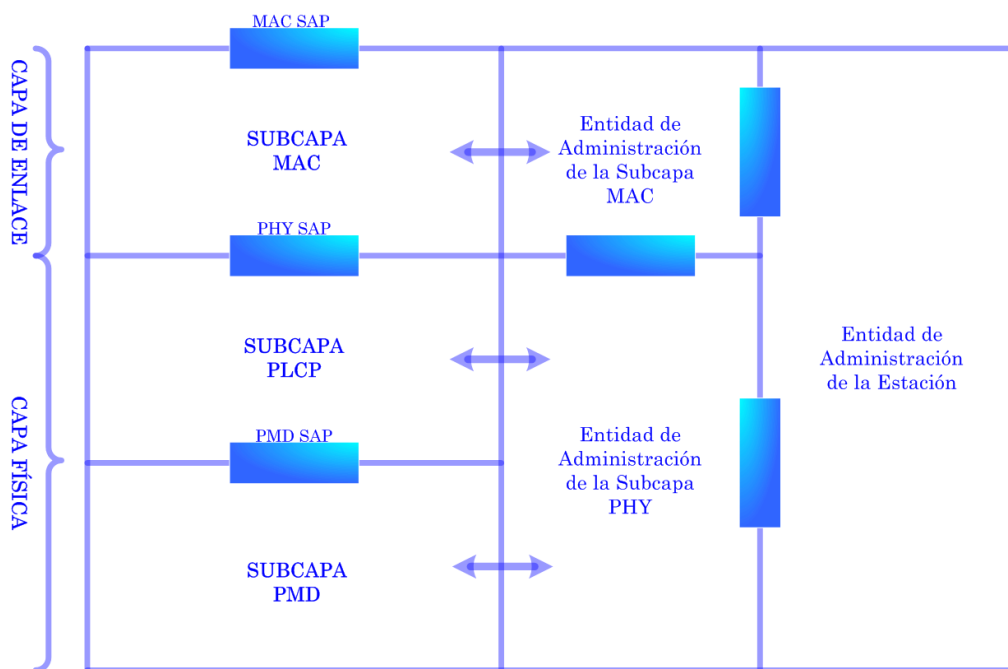 MAC SAP
CAPA DE ENLACE
SUBCAPA
MAC
Entidad de
Administración
de la Subcapa
MAC
PHY SAP
SUBCAPA
PLCP
Entidad de
Administración
de la Estación
CAPA FÍSICA
PMD SAP
Entidad de
Administración
de la Subcapa
PHY
SUBCAPA
PMD